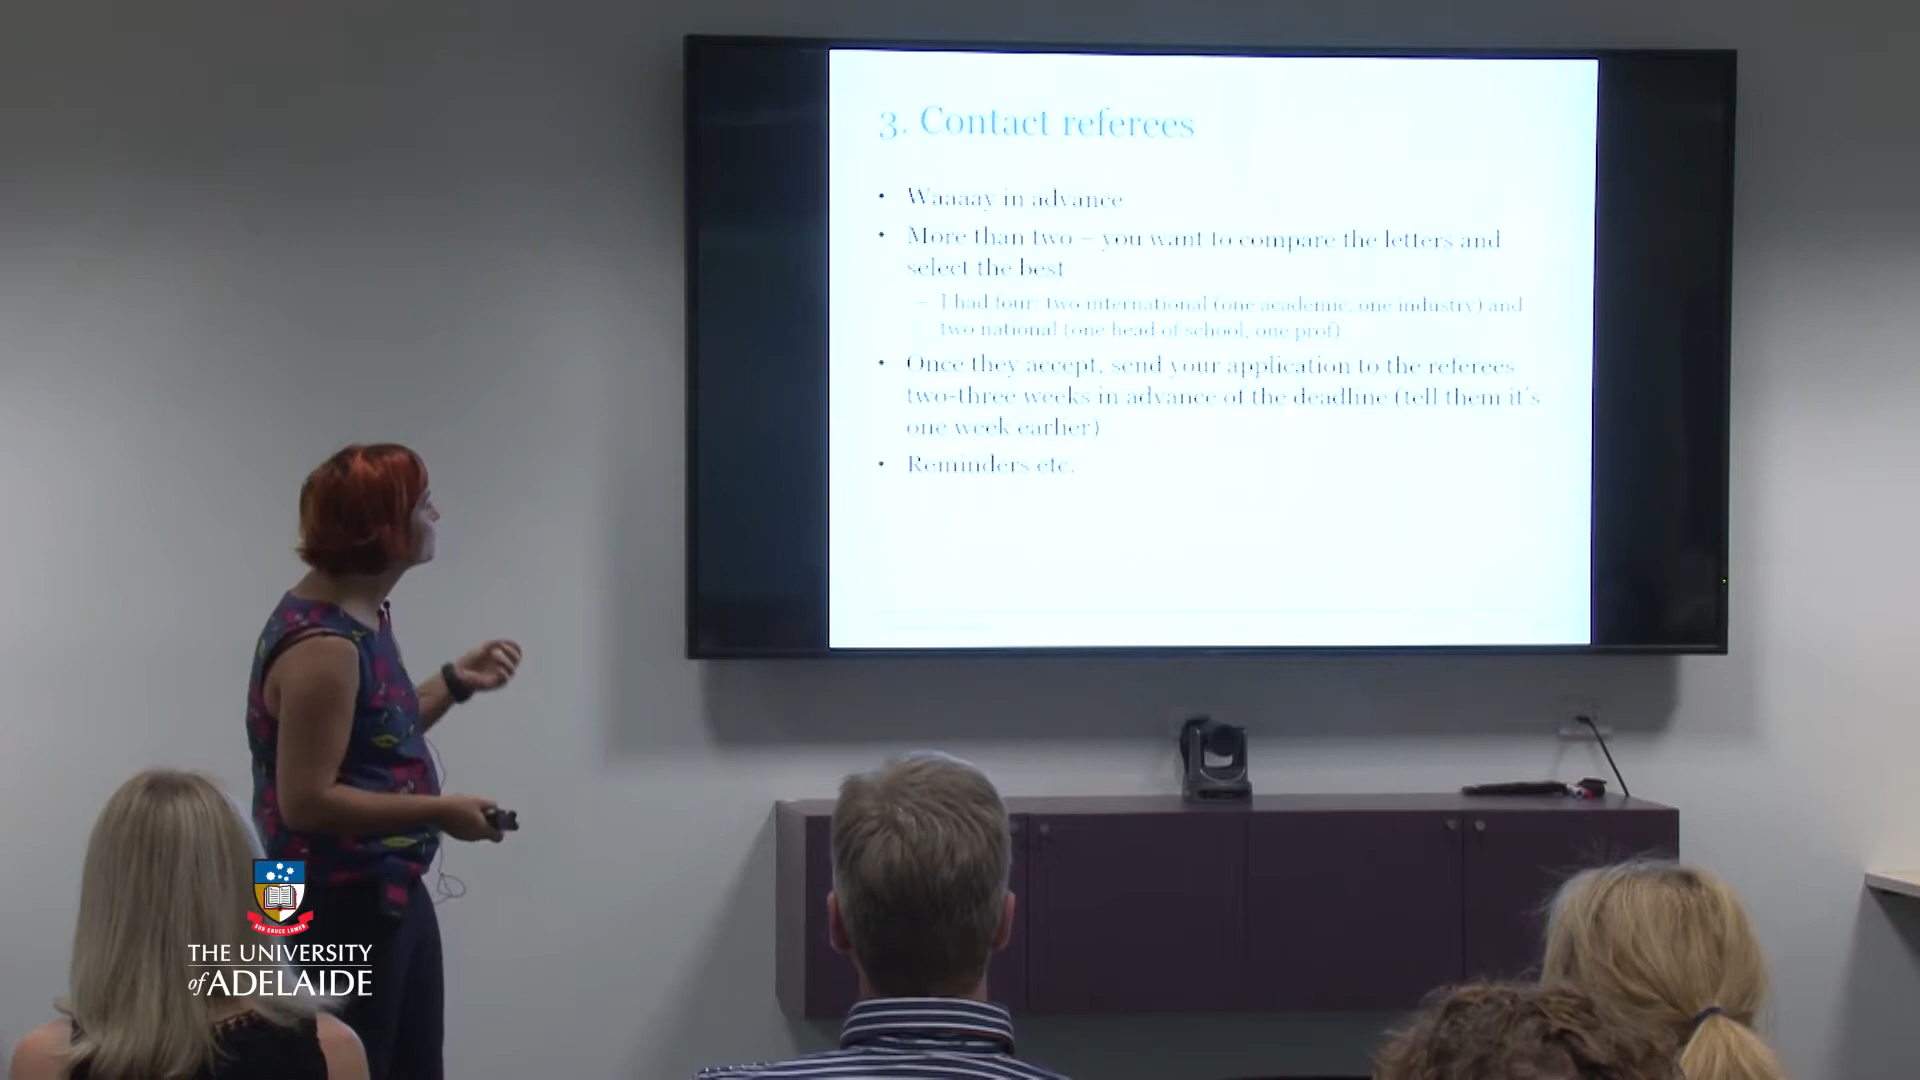 3. Contact referees
• Waaaay in advance
• More than two – you want to compare the letters and
select the best
– I had four: two international (one academic, one industry) and
two national (one head of school, one prof)
• Once they accept, send your application to the referees
two-three weeks in advance of the deadline (tell them it's
one week earlier)
• Reminders etc.
SUB CRUCE LUMEN
THE UNIVERSITY
of ADELAIDE